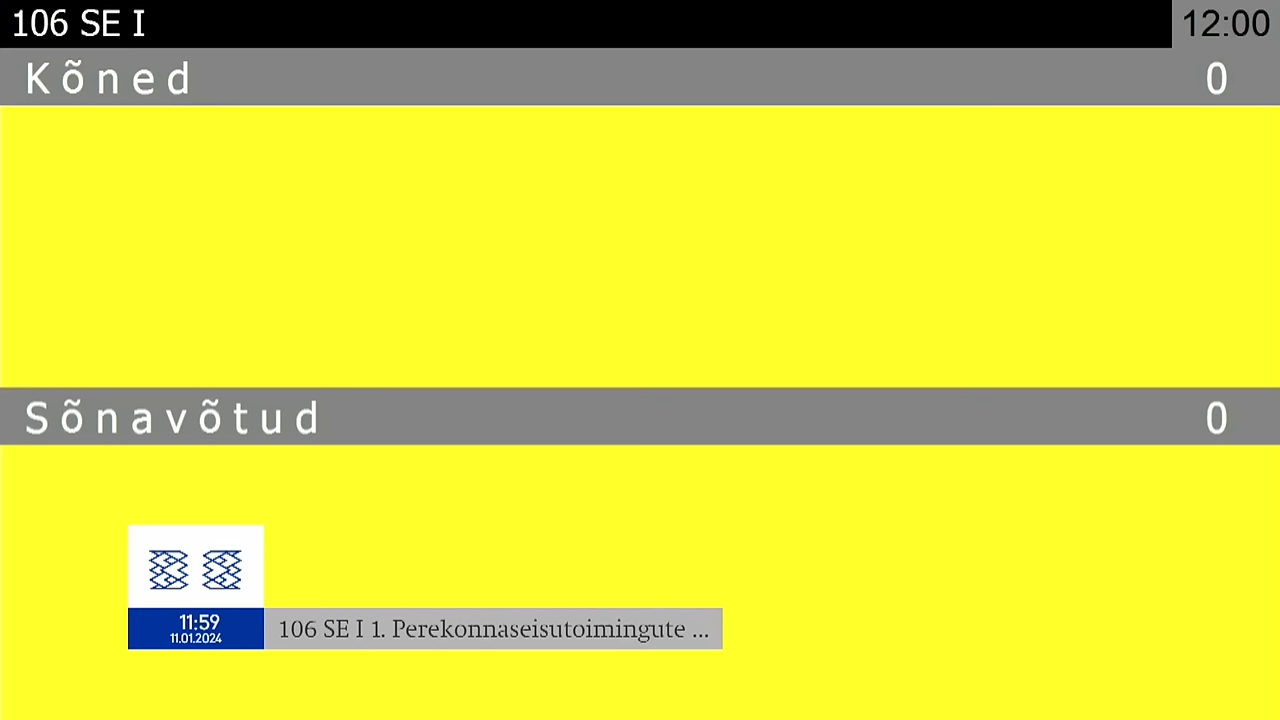 106 SE I
12:00
Kõned 0
Sõnavõtud 0
11:59
11.01.2024
106 SE I 1. Perekonnaseisutoimingute ...